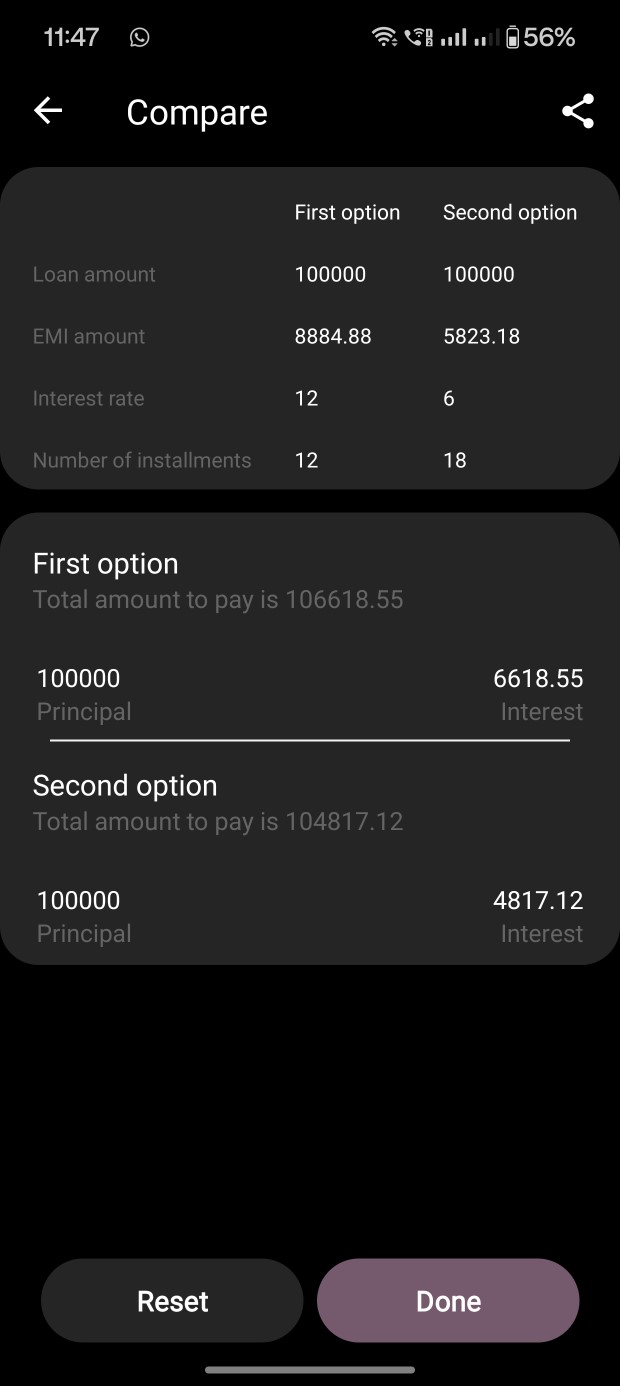 11:47 56%
Compare
First option Second option
Loan amount 100000 100000
EMI amount 8884.88 5823.18
Interest rate 12 6
Number of installments 12 18
First option
Total amount to pay is 106618.55
100000 6618.55
Principal Interest
Second option
Total amount to pay is 104817.12
100000 4817.12
Principal Interest
Reset Done